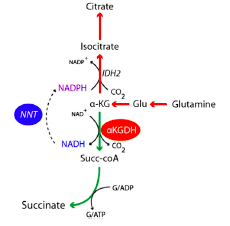 Citrate
Isocitrate
NADP+
IDH2
NADPH
CO2
α-KG
Glu
Glutamine
NAD+
NNT
αKGDH
NADH
CO2
Succ-coA
G/ADP
Succinate
G/ATP